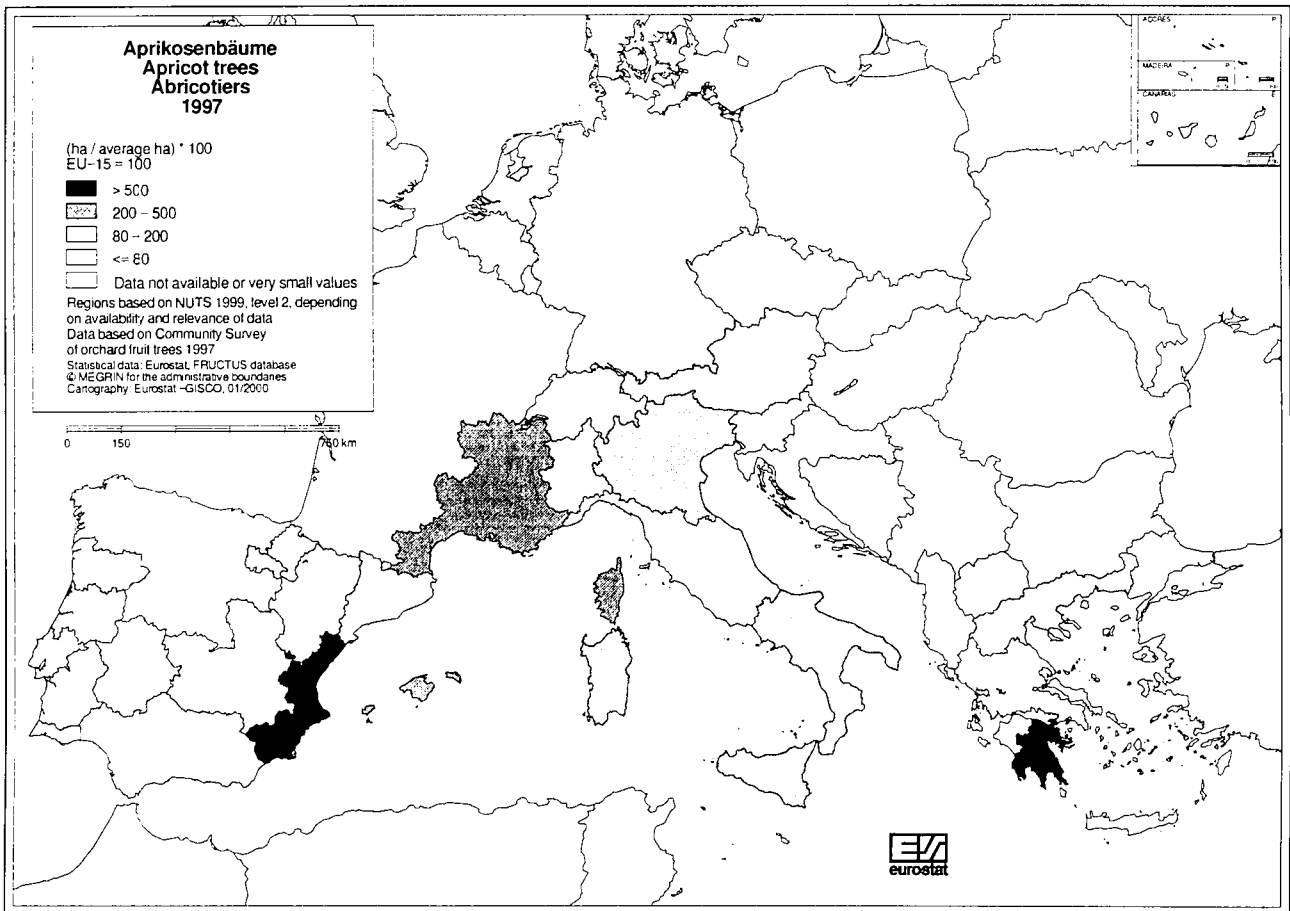 Aprikosenbäume
Apricot trees
Abricotiers
1997
(ha / average ha) * 100
EU-15 = 100
> 500
200 - 500
80 - 200
<= 80
Data not available or very small values
Regions based on NUTS 1999, level 2, depending
on availability and relevance of data
Data based on Community Survey
of orchard fruit trees 1997
Statistical data: Eurostat, FRUCTUS database
© MEGRIN for the administrative boundaries
Cartography: Eurostat -GISCO, 01/2000
0 150 750 km
AÇORES P
MADEIRA P
CANARIAS E
eurostat